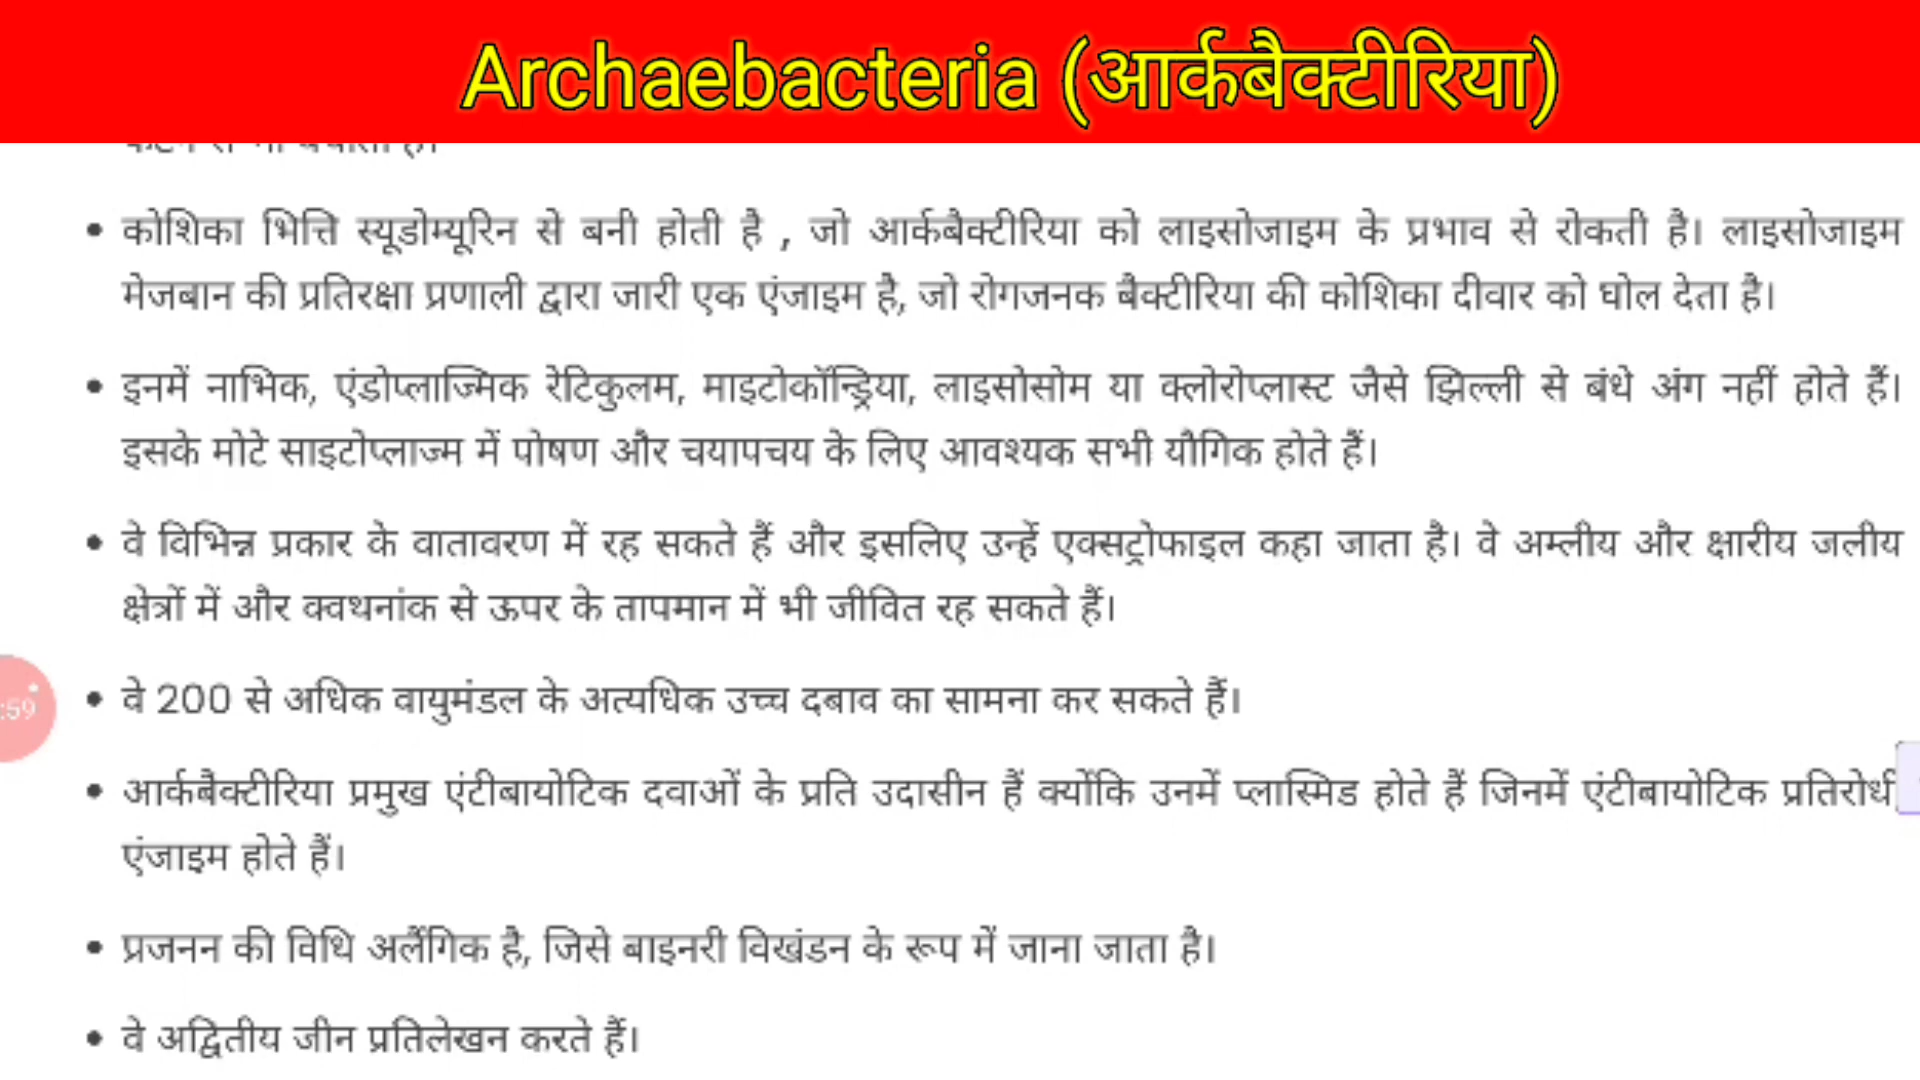 Archaebacteria (आर्कबैक्टीरिया)
• कोशिका भित्ति स्यूडोम्यूरिन से बनी होती है , जो आर्कबैक्टीरिया को लाइसोजाइम के प्रभाव से रोकती है। लाइसोजाइम
मेजबान की प्रतिरक्षा प्रणाली द्वारा जारी एक एंजाइम है, जो रोगजनक बैक्टीरिया की कोशिका दीवार को घोल देता है।
• इनमें नाभिक, एंडोप्लाज्मिक रेटिकुलम, माइटोकॉन्ड्रिया, लाइसोसोम या क्लोरोप्लास्ट जैसे झिल्ली से बंधे अंग नहीं होते हैं।
इसके मोटे साइटोप्लाज्म में पोषण और चयापचय के लिए आवश्यक सभी यौगिक होते हैं।
• वे विभिन्न प्रकार के वातावरण में रह सकते हैं और इसलिए उन्हें एक्सट्रोफाइल कहा जाता है। वे अम्लीय और क्षारीय जलीय
क्षेत्रों में और क्वथनांक से ऊपर के तापमान में भी जीवित रह सकते हैं।
:59
• वे 200 से अधिक वायुमंडल के अत्यधिक उच्च दबाव का सामना कर सकते हैं।
• आर्कबैक्टीरिया प्रमुख एंटीबायोटिक दवाओं के प्रति उदासीन हैं क्योंकि उनमें प्लास्मिड होते हैं जिनमें एंटीबायोटिक प्रतिरोधी
एंजाइम होते हैं।
• प्रजनन की विधि अलैंगिक है, जिसे बाइनरी विखंडन के रूप में जाना जाता है।
• वे अद्वितीय जीन प्रतिलेखन करते हैं।